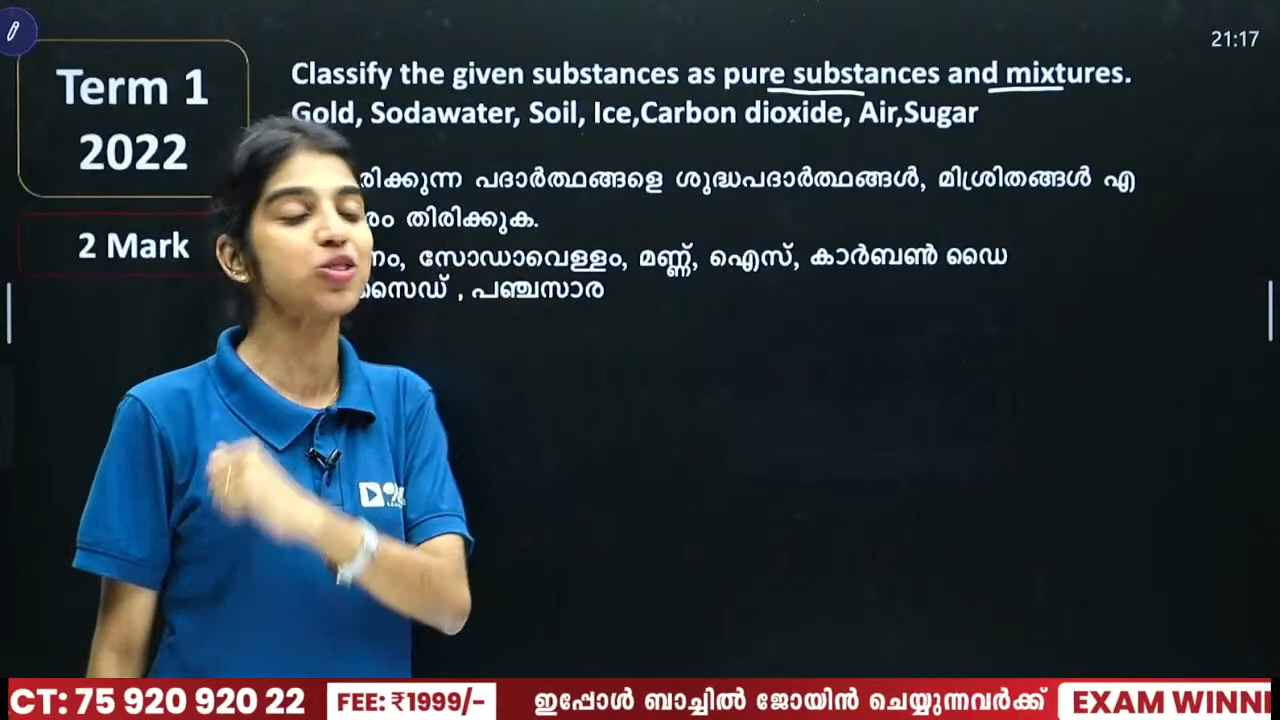 21:17
Term 1
2022
2 Mark
Classify the given substances as pure substances and mixtures.
Gold, Sodawater, Soil, Ice,Carbon dioxide, Air,Sugar
പദാർത്ഥങ്ങളെ ശുദ്ധപദാർത്ഥങ്ങൾ, മിശ്രിതങ്ങൾ എ
തിരിക്കുക.
സോഡാവെള്ളം, മണ്ണ്, ഐസ്, കാർബൺ ഡൈ
, പഞ്ചസാര
CT: 75 920 920 22 FEE: ₹1999/- ഇപ്പോൾ ബാച്ചിൽ ജോയിൻ ചെയ്യുന്നവർക്ക് EXAM WINNI